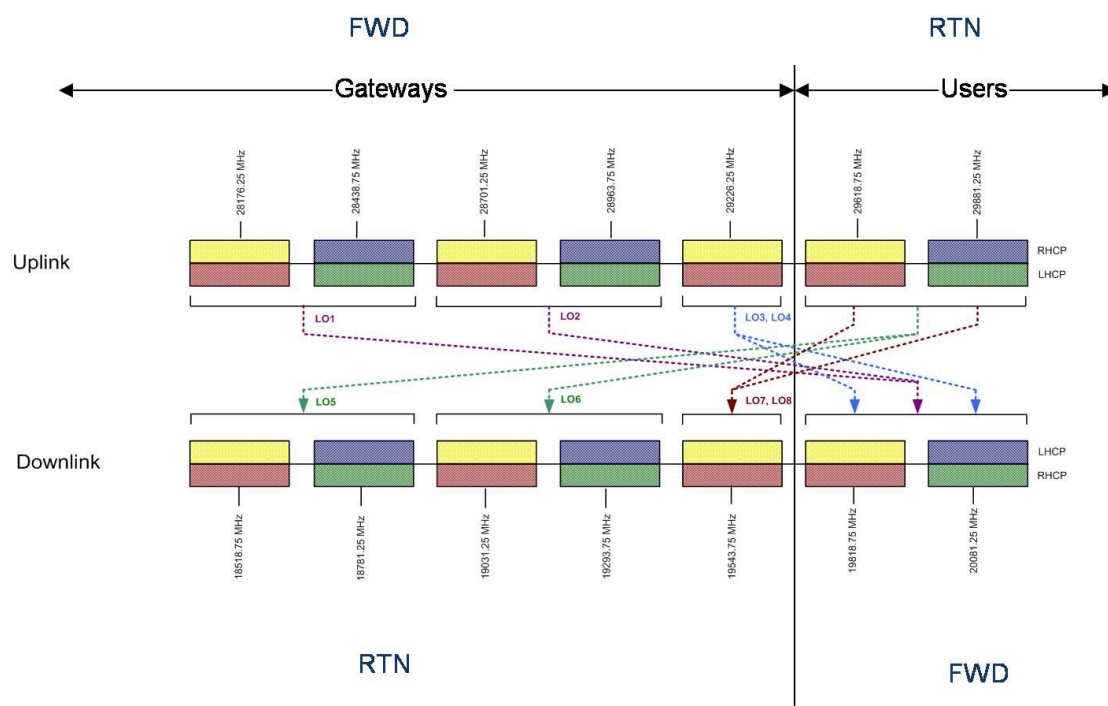 FWD
RTN
Gateways
Users
28176.25 MHz
28438.75 MHz
28701.25 MHz
28963.75 MHz
29226.25 MHz
29618.75 MHz
29881.25 MHz
Uplink
RHCP
LHCP
LO1
LO2
LO3, LO4
LO5
LO6
LO7, LO8
Downlink
LHCP
RHCP
18518.75 MHz
18781.25 MHz
19031.25 MHz
19293.75 MHz
19543.75 MHz
19818.75 MHz
20081.25 MHz
RTN
FWD